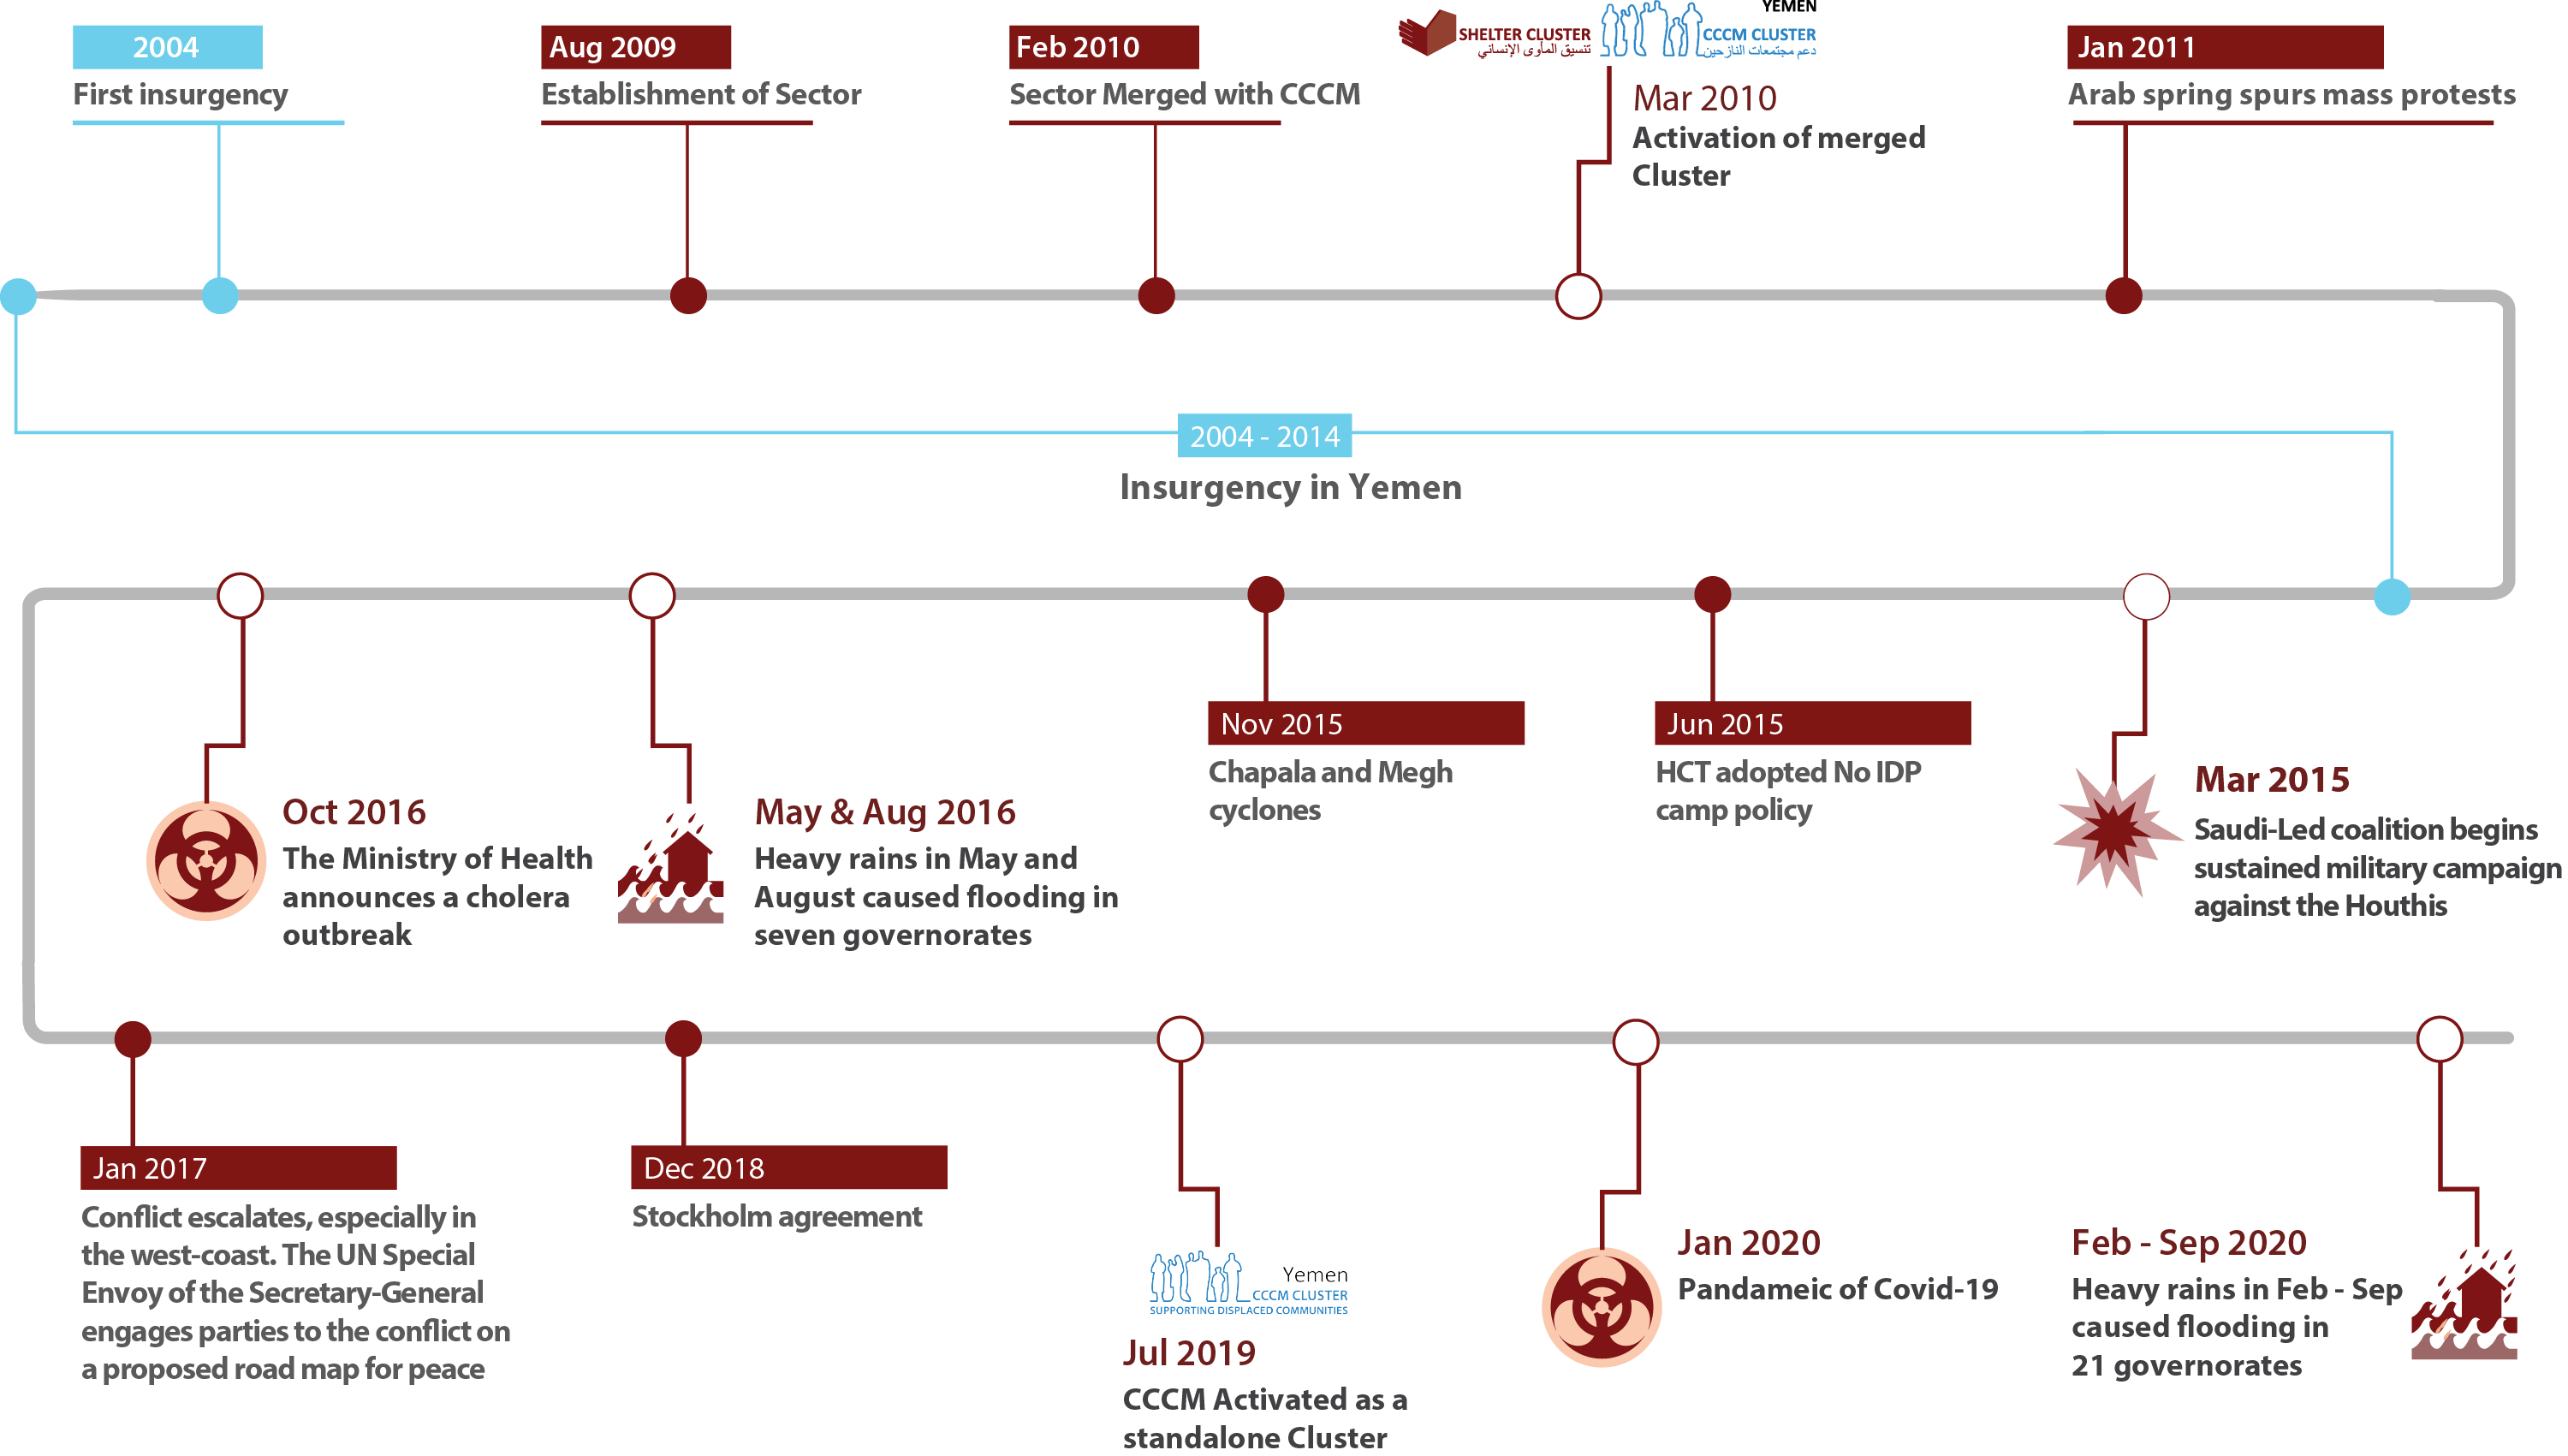 2004
First insurgency
Aug 2009
Establishment of Sector
Feb 2010
Sector Merged with CCCM
SHELTER CLUSTER
تنسيق المأوى الإنساني
YEMEN
CCCM CLUSTER
دعم مجتمعات النازحين
Mar 2010
Activation of merged
Cluster
Jan 2011
Arab spring spurs mass protests
2004 - 2014
Insurgency in Yemen
Oct 2016
The Ministry of Health
announces a cholera
outbreak
May & Aug 2016
Heavy rains in May and
August caused flooding in
seven governorates
Nov 2015
Chapala and Megh
cyclones
Jun 2015
HCT adopted No IDP
camp policy
Mar 2015
Saudi-Led coalition begins
sustained military campaign
against the Houthis
Jan 2017
Conflict escalates, especially in
the west-coast. The UN Special
Envoy of the Secretary-General
engages parties to the conflict on
a proposed road map for peace
Dec 2018
Stockholm agreement
Yemen
CCCM CLUSTER
SUPPORTING DISPLACED COMMUNITIES
Jul 2019
CCCM Activated as a
standalone Cluster
Jan 2020
Pandameic of Covid-19
Feb - Sep 2020
Heavy rains in Feb - Sep
caused flooding in
21 governorates